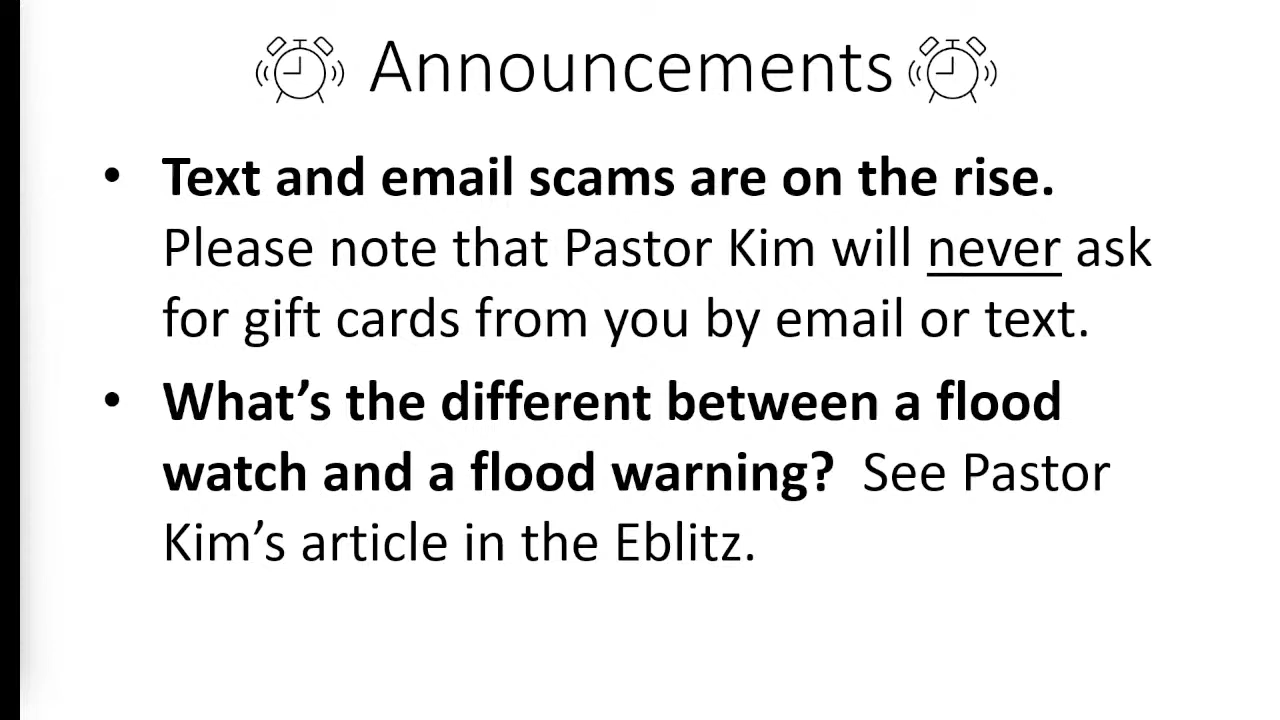 Announcements
• Text and email scams are on the rise.
Please note that Pastor Kim will never ask
for gift cards from you by email or text.
• What’s the different between a flood
watch and a flood warning?  See Pastor
Kim’s article in the Eblitz.